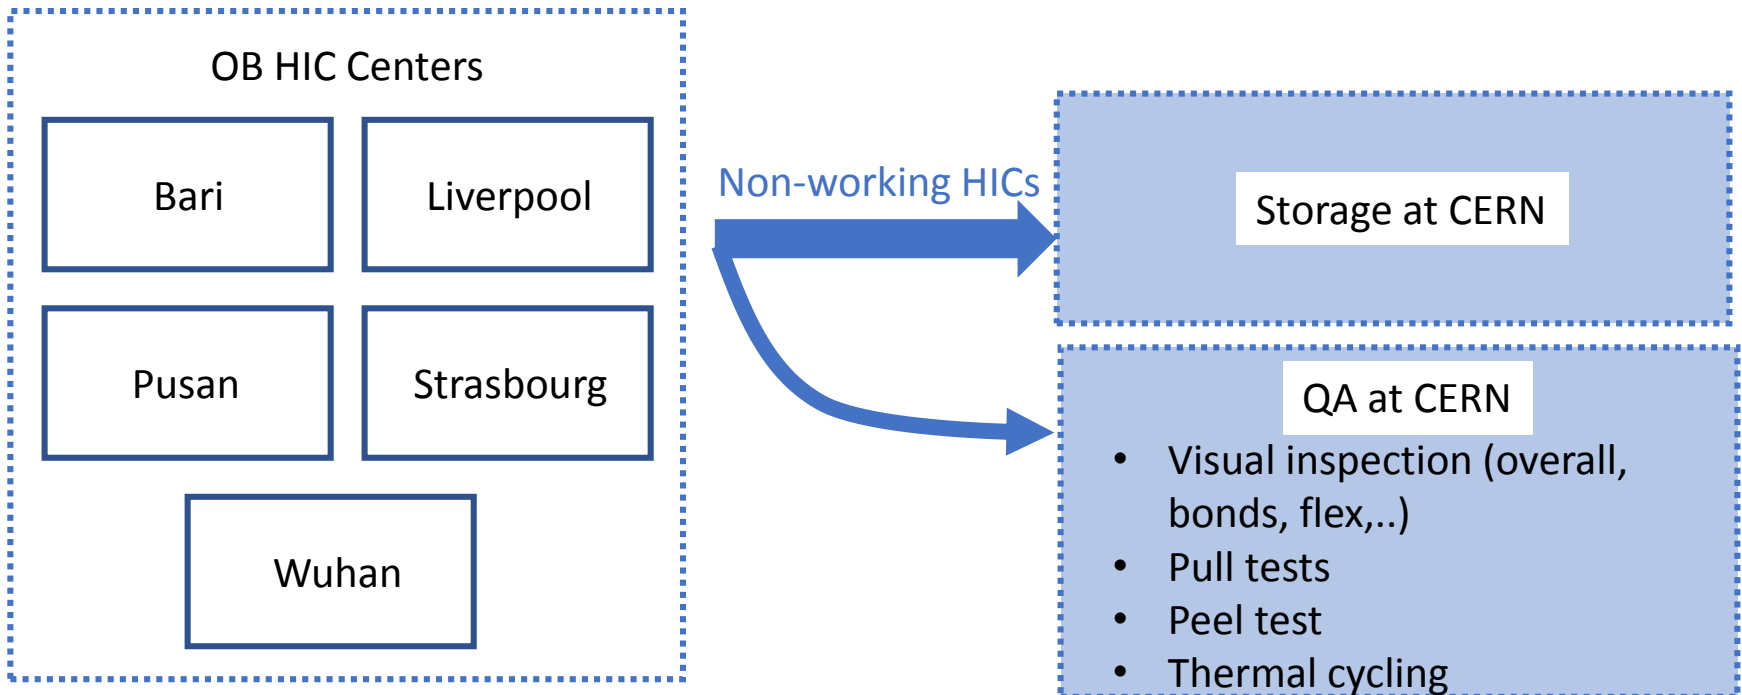 OB HIC Centers
Bari
Liverpool
Pusan
Strasbourg
Wuhan
Non-working HICs
Storage at CERN
QA at CERN
• Visual inspection (overall,
bonds, flex,..)
• Pull tests
• Peel test
• Thermal cycling